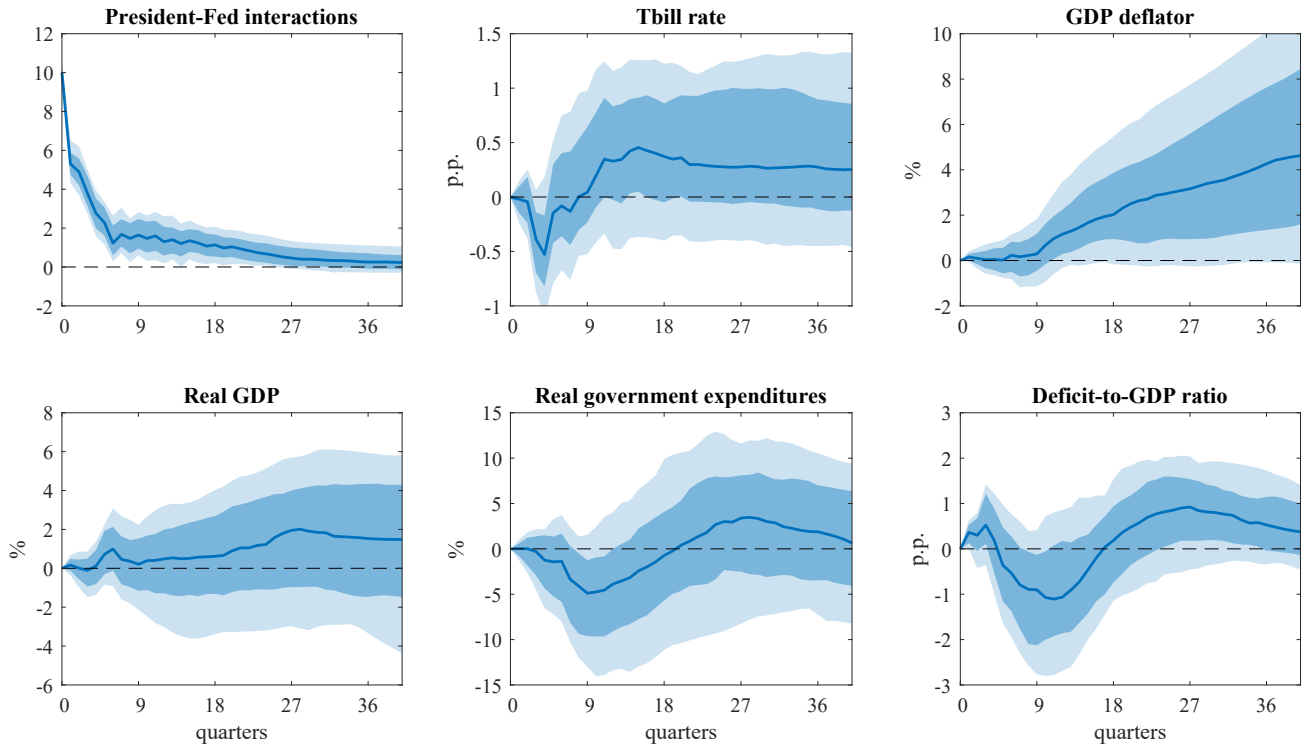 President-Fed interactions
12
10
8
6
4
2
0
-2
0 9 18 27 36
Tbill rate
p.p.
1.5
1
0.5
0
-0.5
-1
0 9 18 27 36
GDP deflator
%
10
8
6
4
2
0
-2
0 9 18 27 36
Real GDP
%
8
6
4
2
0
-2
-4
-6
0 9 18 27 36
quarters
Real government expenditures
%
15
10
5
0
-5
-10
-15
0 9 18 27 36
quarters
Deficit-to-GDP ratio
p.p.
3
2
1
0
-1
-2
-3
0 9 18 27 36
quarters